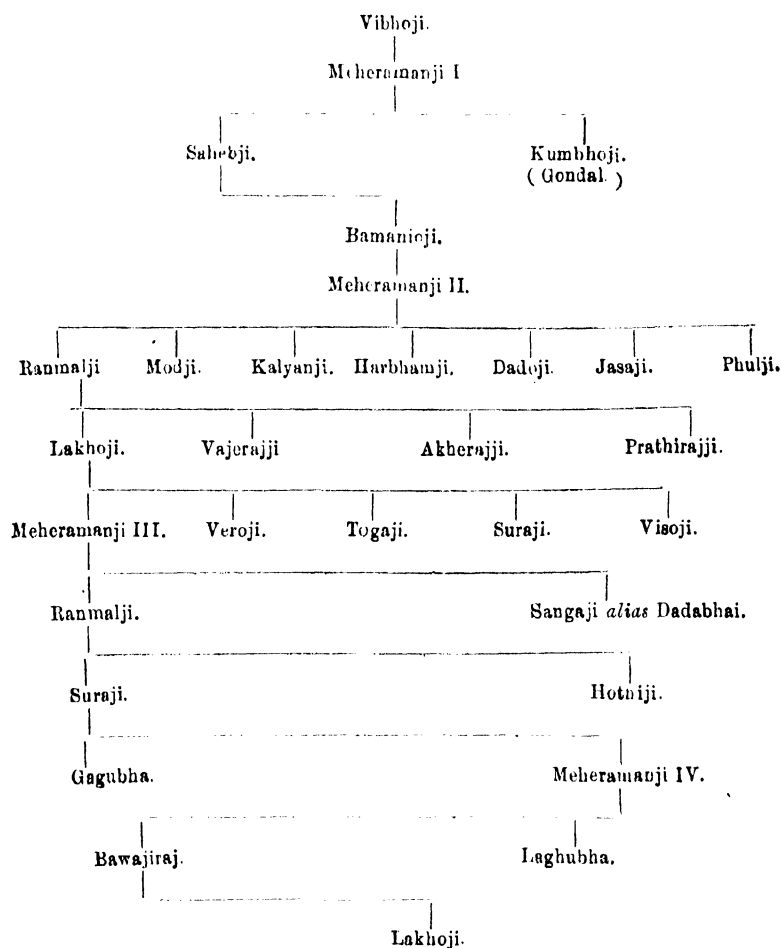 Vibhoji.
Meheramanji I
Sahebji. Kumbhoji.
(Gondal.)
Bamanioji.
Meheramanji II.
Ranmalji Modji. Kalyanji. Harbhamji. Dadoji. Jasaji. Phulji.
Lakhoji. Vajerajji Akherajji. Prathirajji.
Meheramanji III. Veroji. Togaji. Suraji. Visoji.
Ranmalji. Sangaji alias Dadabhai.
Suraji. Hothiji.
Gagubha. Meheramanji IV.
Bawajiraj. Laghubha.
Lakhoji.